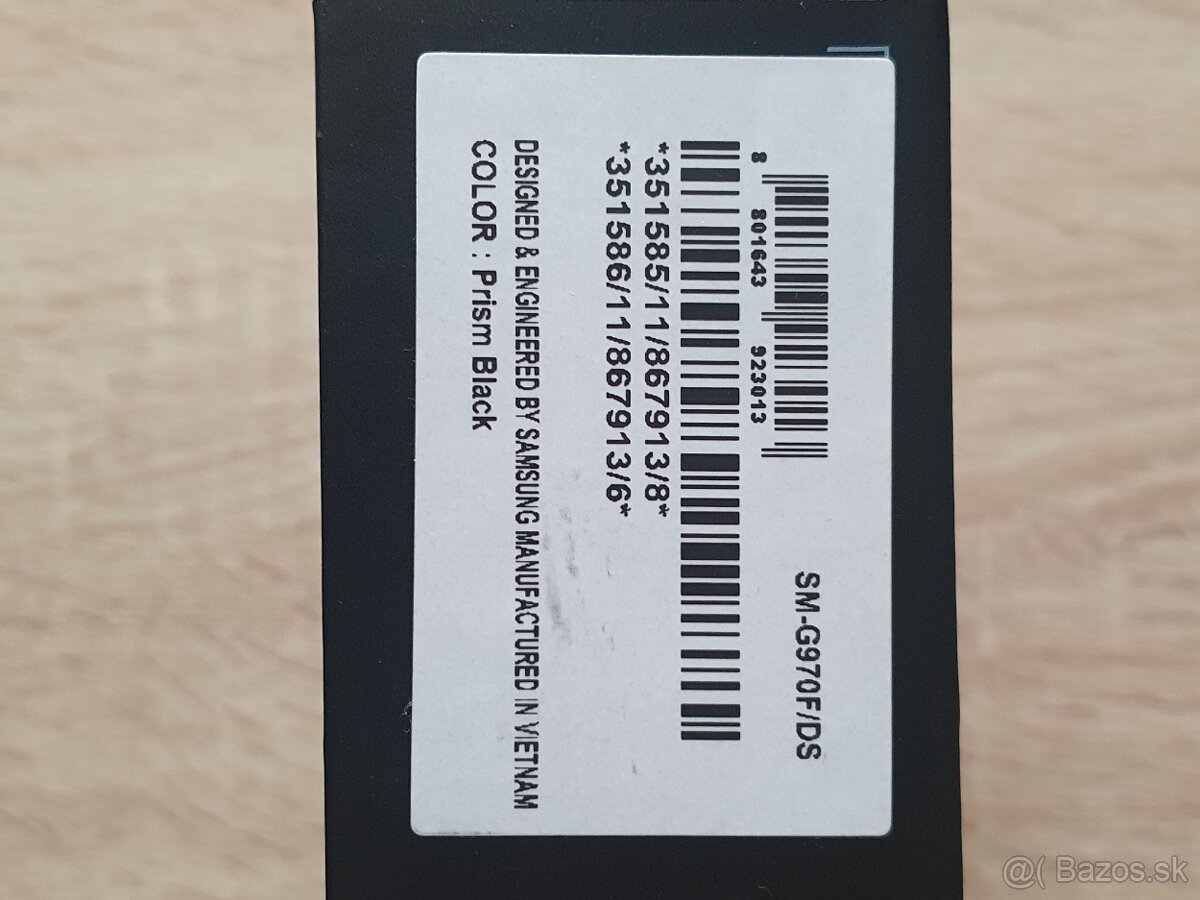 SM-G970F/DS
8 801643 923013
*351585/11/867913/8*
*351586/11/867913/6*
DESIGNED & ENGINEERED BY SAMSUNG MANUFACTURED IN VIETNAM
COLOR : Prism Black
@( Bazos.sk